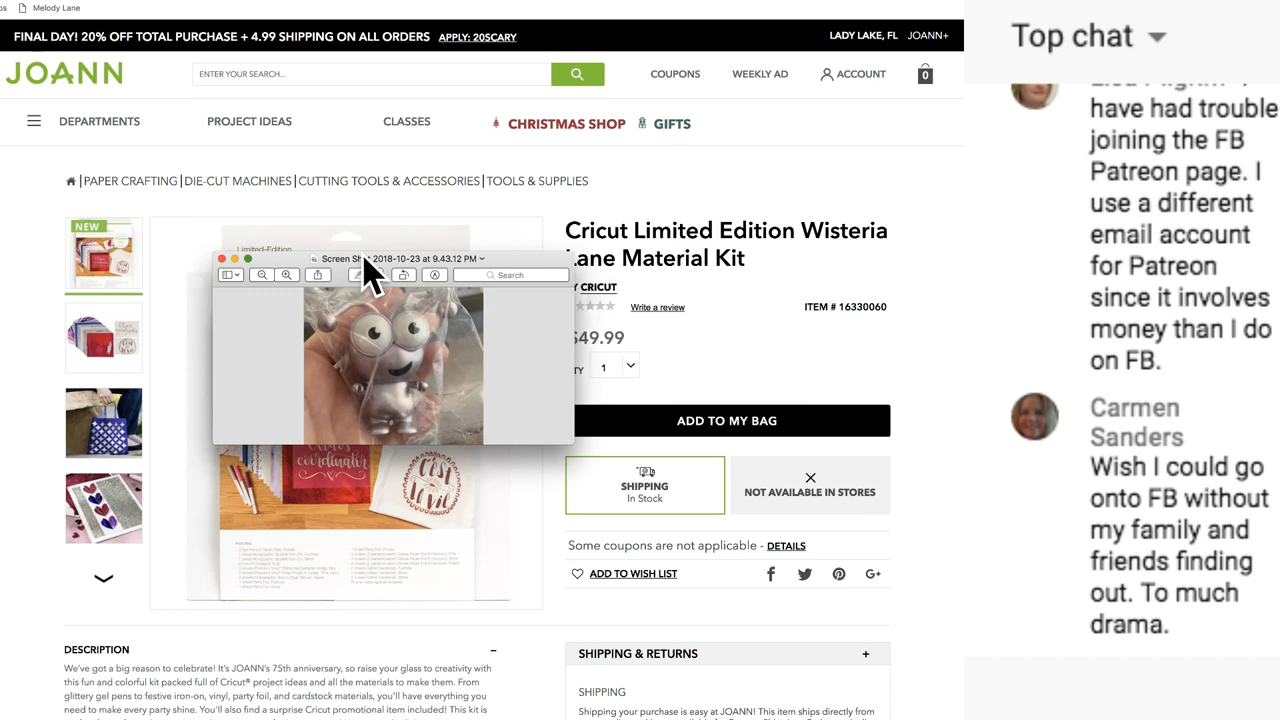 Melody Lane
FINAL DAY! 20% OFF TOTAL PURCHASE + 4.99 SHIPPING ON ALL ORDERS APPLY: 20SCARY
LADY LAKE, FL JOANN+
JOANN
ENTER YOUR SEARCH...
COUPONS WEEKLY AD ACCOUNT 0
DEPARTMENTS PROJECT IDEAS CLASSES CHRISTMAS SHOP GIFTS
PAPER CRAFTING | DIE-CUT MACHINES | CUTTING TOOLS & ACCESSORIES | TOOLS & SUPPLIES
NEW
Limited-Edition
Screen Sh 2018-10-23 at 9.43.12 PM
Search
coordinator
C'est
la vie
Cricut Limited Edition Wisteria
Lane Material Kit
CRICUT
Write a review
ITEM # 16330060
$49.99
TY 1
ADD TO MY BAG
SHIPPING
In Stock
NOT AVAILABLE IN STORES
Some coupons are not applicable - DETAILS
ADD TO WISH LIST
G+
DESCRIPTION –
We've got a big reason to celebrate! It's JOANN's 75th anniversary, so raise your glass to creativity with
this fun and colorful kit packed full of Cricut® project ideas and all the materials to make them. From
glittery gel pens to festive iron-on, vinyl, party foil, and cardstock materials, you'll have everything you
need to make every party shine. You'll also find a surprise Cricut promotional item included! This kit is
SHIPPING & RETURNS +
SHIPPING
Shipping your purchase is easy at JOANN! This item ships directly from
Top chat
have had trouble
joining the FB
Patreon page. I
use a different
email account
for Patreon
since it involves
money than I do
on FB.
Carmen
Sanders
Wish I could go
onto FB without
my family and
friends finding
out. To much
drama.